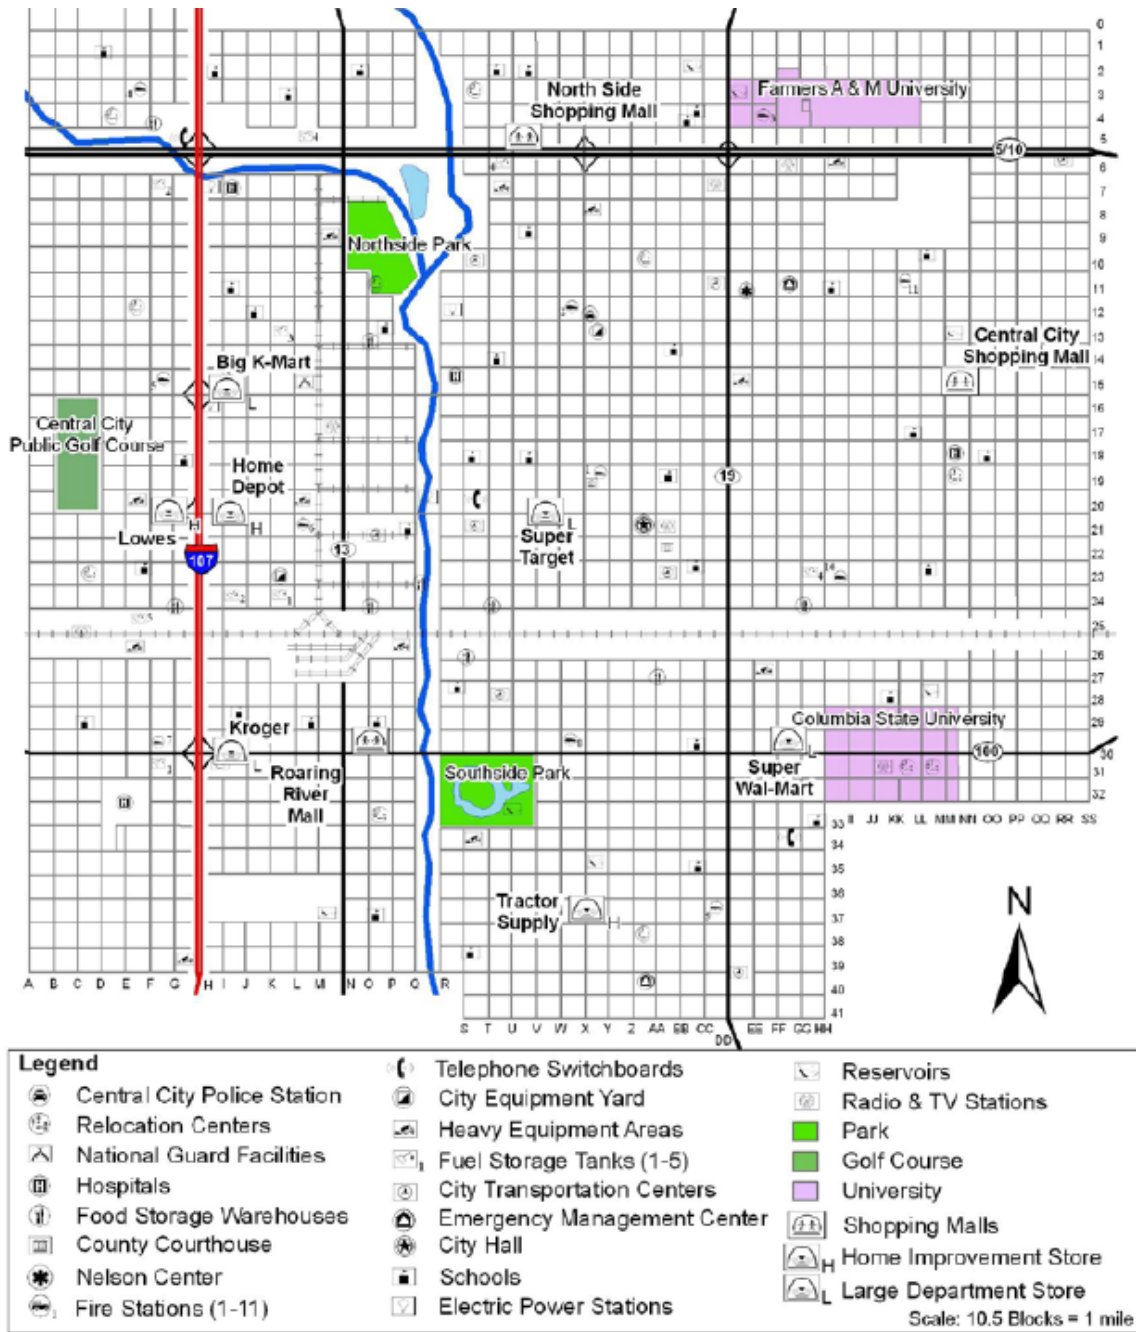 0
1
2
3
4
5
6
7
8
9
10
11
12
13
14
15
16
17
18
19
20
21
22
23
24
25
26
27
28
29
30
31
32
North Side
Shopping Mall
Farmers A & M University
5/10
Northside Park
Central City
Shopping Mall
Big K-Mart
L
Central City
Public Golf Course
Home
Depot
H
Lowes
H
107
13
19
Super
Target
L
11
14
Kroger
L
Roaring
River
Mall
Southside Park
Columbia State University
100
Super
Wal-Mart
L
II JJ KK LL MM NN OO PP QQ RR SS
33
34
35
36
37
38
39
40
41
Tractor
Supply
H
N
A B C D E F G H I J K L M N O P Q R
S T U V W X Y Z AA BB CC DD EE FF GG HH
Legend
Central City Police Station
Relocation Centers
National Guard Facilities
Hospitals
Food Storage Warehouses
County Courthouse
Nelson Center
Fire Stations (1-11)
Telephone Switchboards
City Equipment Yard
Heavy Equipment Areas
Fuel Storage Tanks (1-5)
City Transportation Centers
Emergency Management Center
City Hall
Schools
Electric Power Stations
Reservoirs
Radio & TV Stations
Park
Golf Course
University
Shopping Malls
H Home Improvement Store
L Large Department Store
Scale: 10.5 Blocks = 1 mile